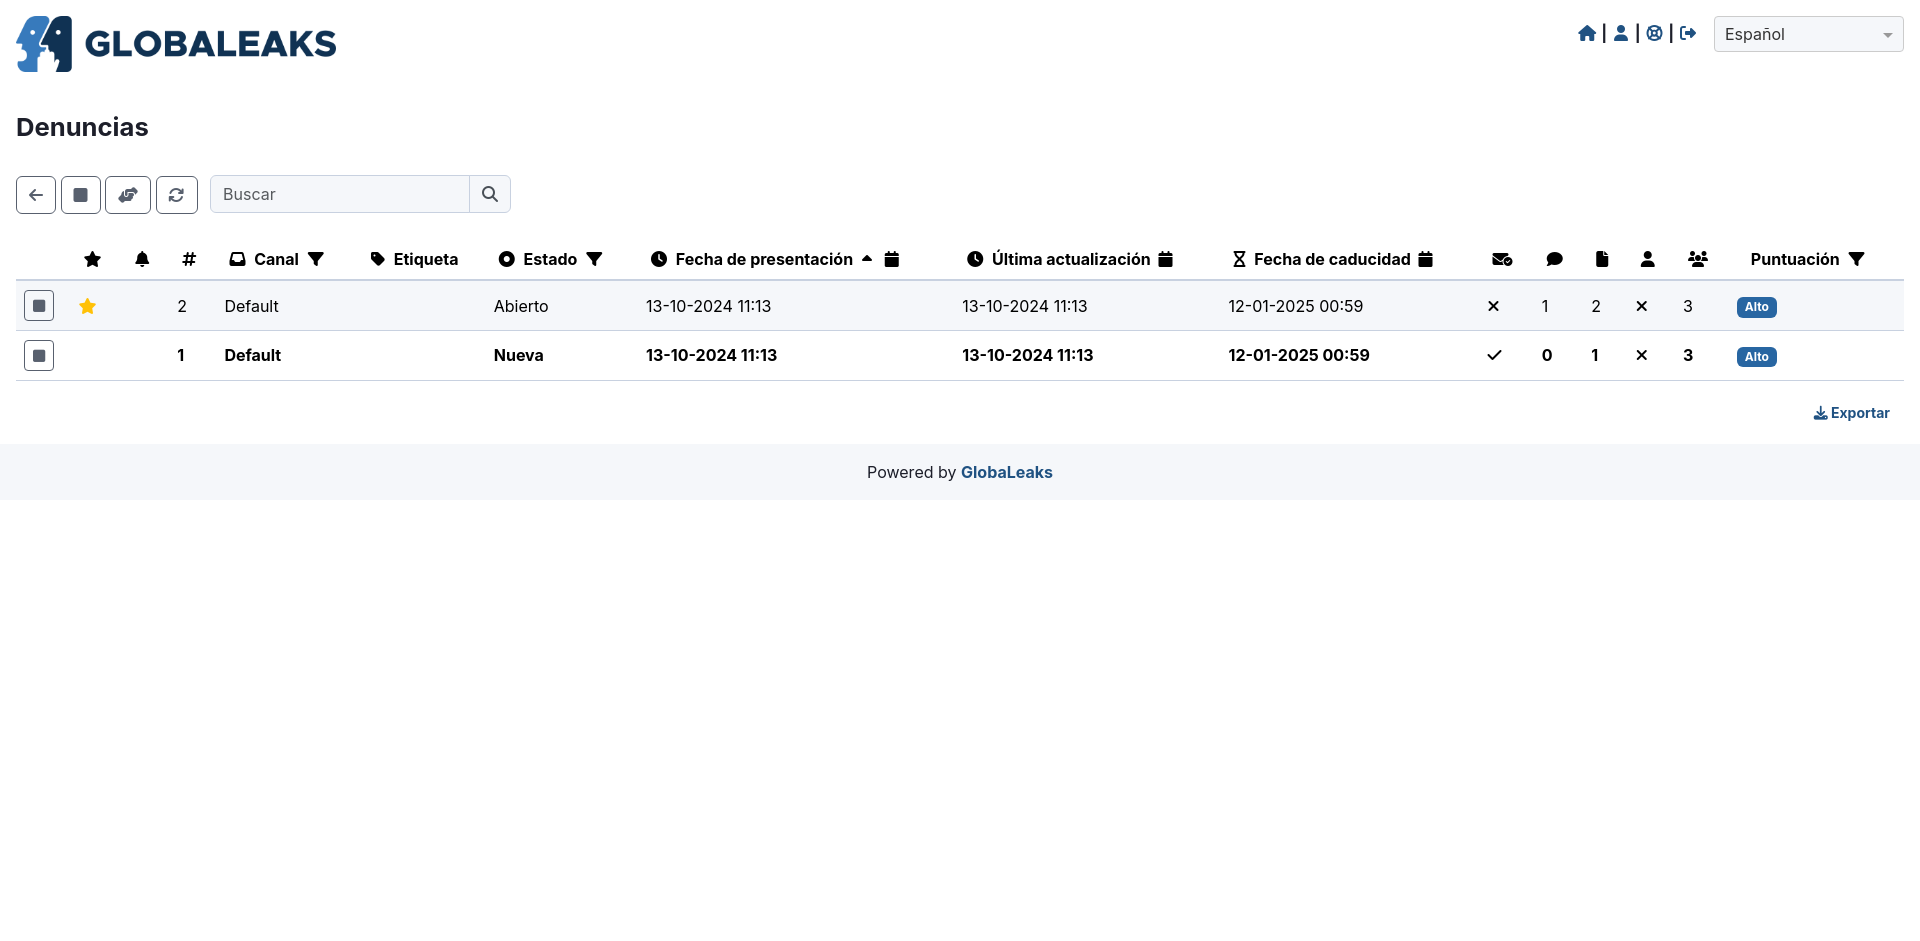 GLOBALEAKS
Español
Denuncias
Buscar
# Canal Etiqueta Estado Fecha de presentación Última actualización Fecha de caducidad Puntuación
2 Default Abierto 13-10-2024 11:13 13-10-2024 11:13 12-01-2025 00:59 1 2 3 Alto
1 Default Nueva 13-10-2024 11:13 13-10-2024 11:13 12-01-2025 00:59 0 1 3 Alto
Exportar
Powered by GlobaLeaks